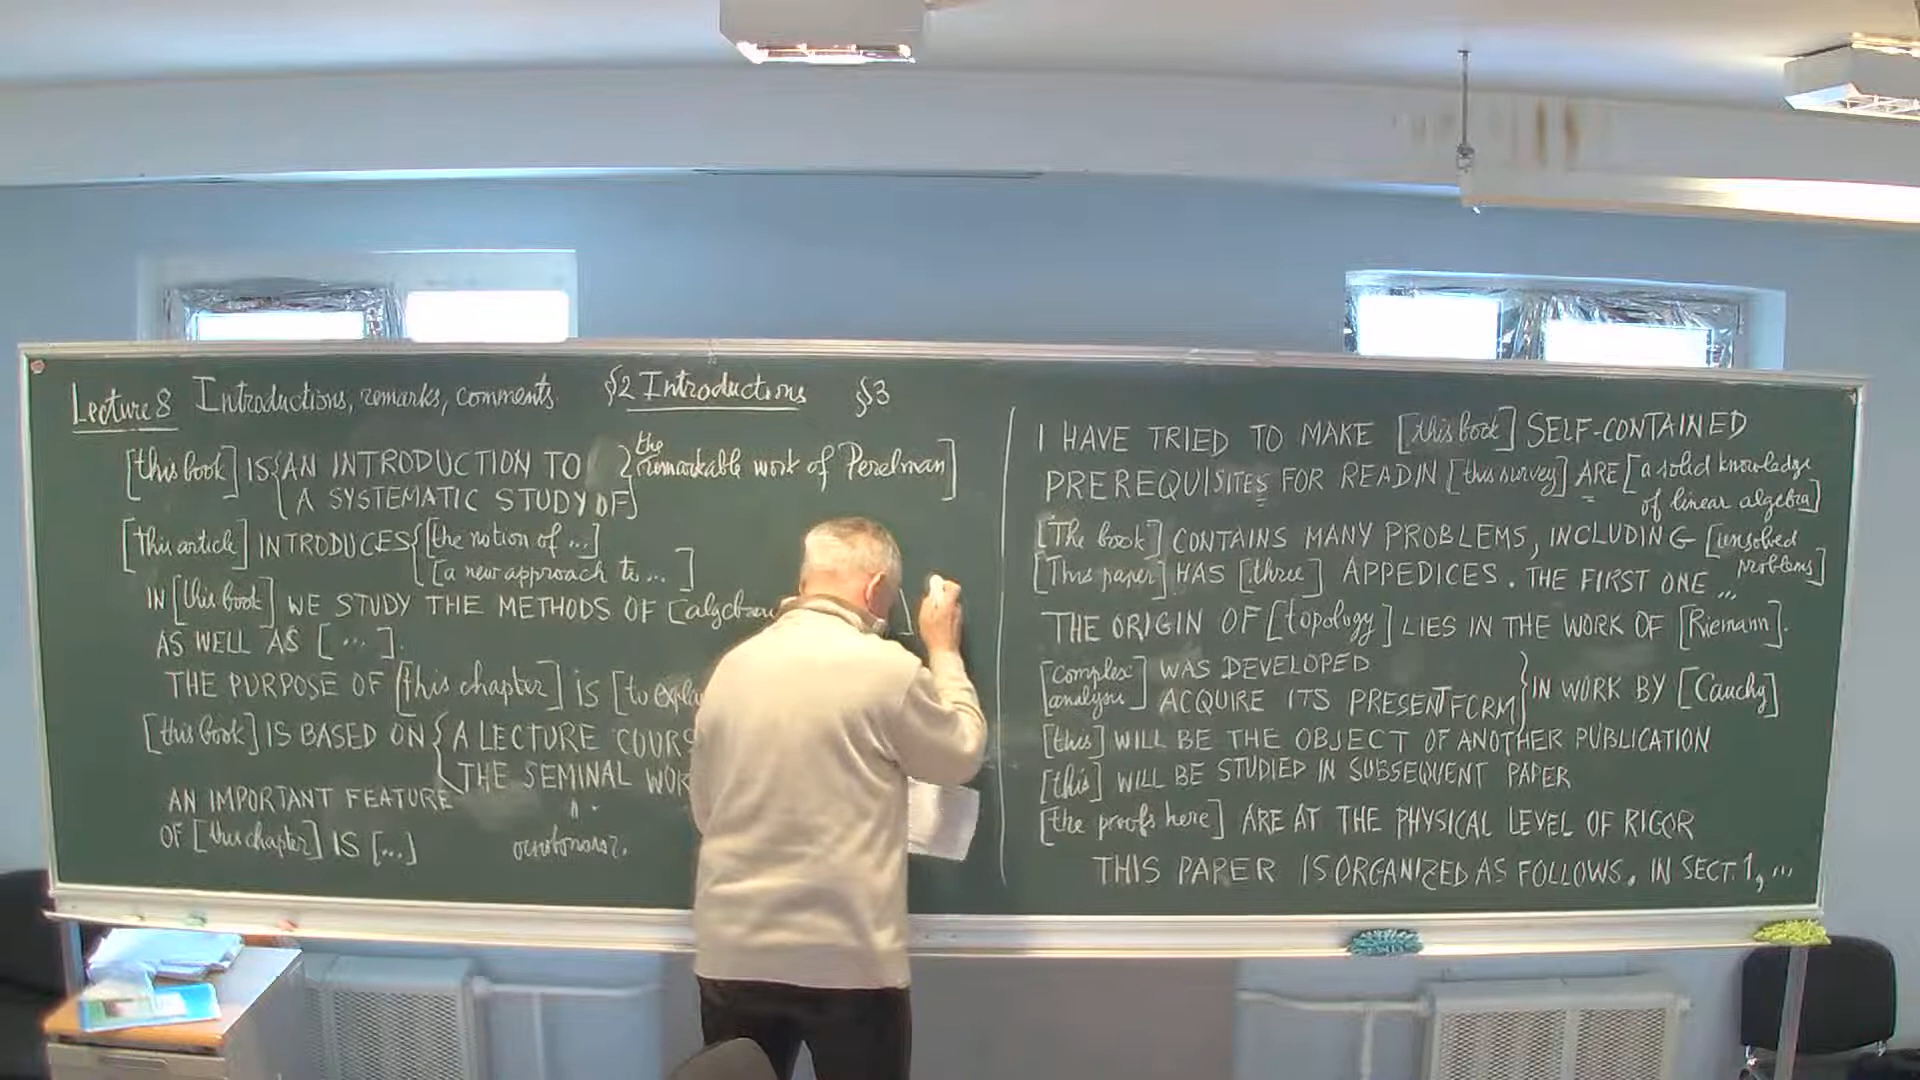 Lecture 8 Introductions, remarks, comments. §2 Introductions §3
[this book] IS { AN INTRODUCTION TO } [the remarkable work of Perelman]
A SYSTEMATIC STUDY OF
[This article] INTRODUCES { [the notion of ...]
[a new approach to ... ]
IN [this book] WE STUDY THE METHODS OF
AS WELL AS [ ... ].
THE PURPOSE OF [this chapter] IS [to
[this book] IS BASED ON { A LECTURE
THE SEMINAL
AN IMPORTANT FEATURE
OF [this chapter] IS [...]
I HAVE TRIED TO MAKE [this book] SELF-CONTAINED
PREREQUISITES FOR READIN [this survey] ARE [a solid knowledge
of linear algebra]
[The book] CONTAINS MANY PROBLEMS, INCLUDING [unsolved
problems]
[This paper] HAS [three] APPEDICES. THE FIRST ONE ...
THE ORIGIN OF [topology] LIES IN THE WORK OF [Riemann].
[complex analysis] WAS DEVELOPED
ACQUIRE ITS PRESENT FORM } IN WORK BY [Cauchy]
[this] WILL BE THE OBJECT OF ANOTHER PUBLICATION
[this] WILL BE STUDIED IN SUBSEQUENT PAPER
[the proofs here] ARE AT THE PHYSICAL LEVEL OF RIGOR
THIS PAPER IS ORGANIZED AS FOLLOWS. IN SECT. 1, ...